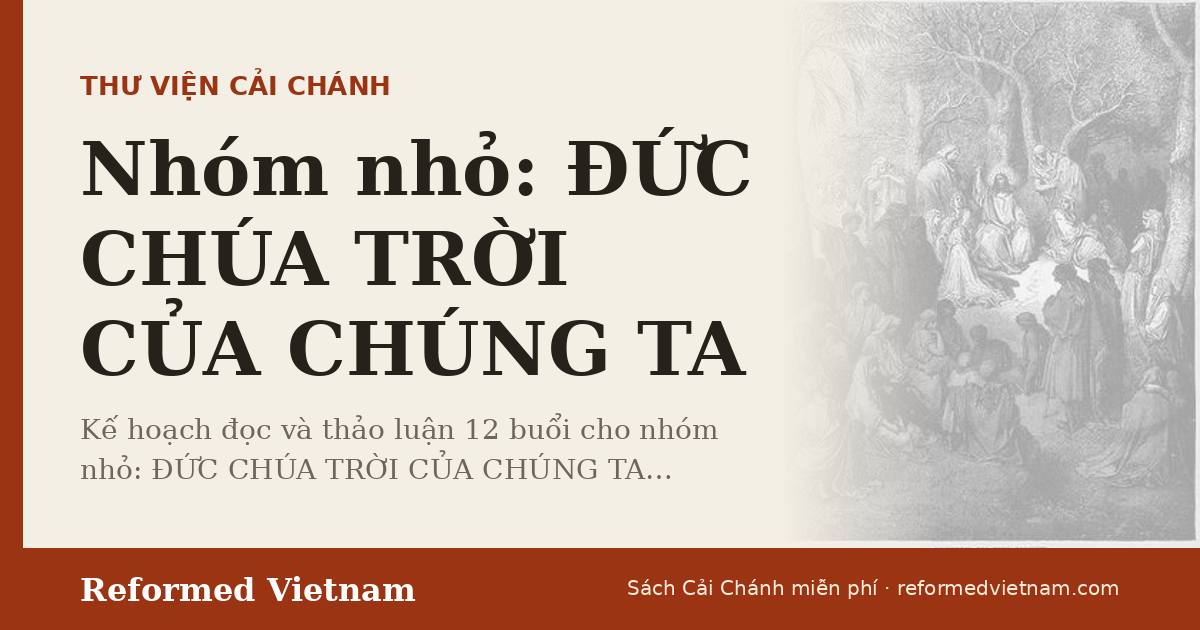 THƯ VIỆN CẢI CHÁNH
Nhóm nhỏ: ĐỨC
CHÚA TRỜI
CỦA CHÚNG TA
Kế hoạch đọc và thảo luận 12 buổi cho nhóm
nhỏ: ĐỨC CHÚA TRỜI CỦA CHÚNG TA...
Reformed Vietnam
Sách Cải Chánh miễn phí · reformedvietnam.com